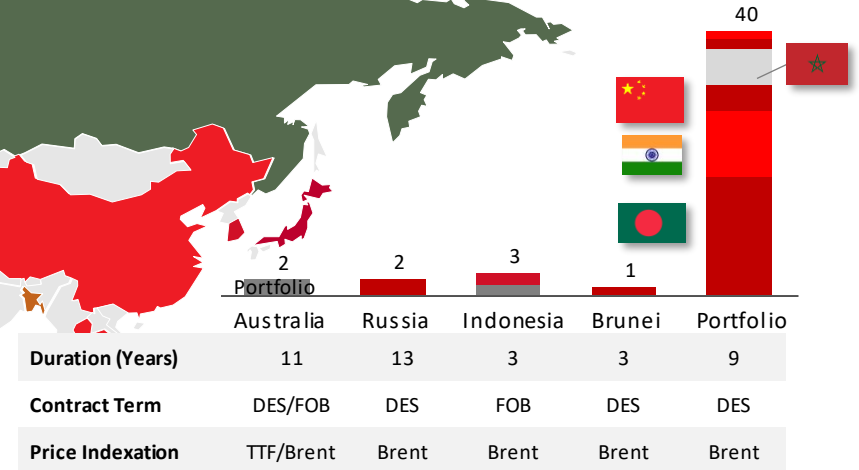 40
3
2
2
1
Portfolio
Australia Russia Indonesia Brunei Portfolio
Duration (Years) 11 13 3 3 9
Contract Term DES/FOB DES FOB DES DES
Price Indexation TTF/Brent Brent Brent Brent Brent